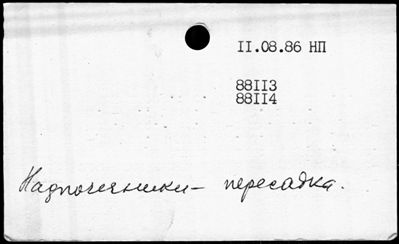 II.08.86 НП
88II3
88II4
Надпочечники - пересадка.